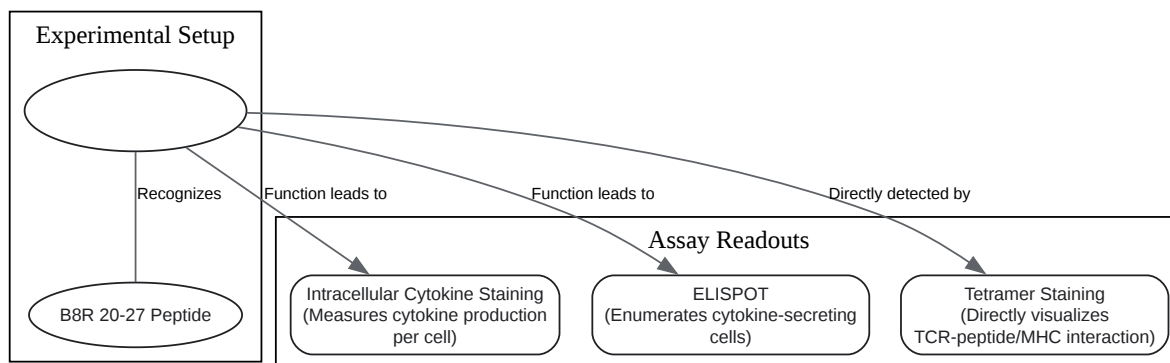 Experimental Setup
Recognizes
Function leads to
Function leads to
Directly detected by
Assay Readouts
B8R 20-27 Peptide
Intracellular Cytokine Staining
(Measures cytokine production
per cell)
ELISPOT
(Enumerates cytokine-secreting
cells)
Tetramer Staining
(Directly visualizes
TCR-peptide/MHC interaction)